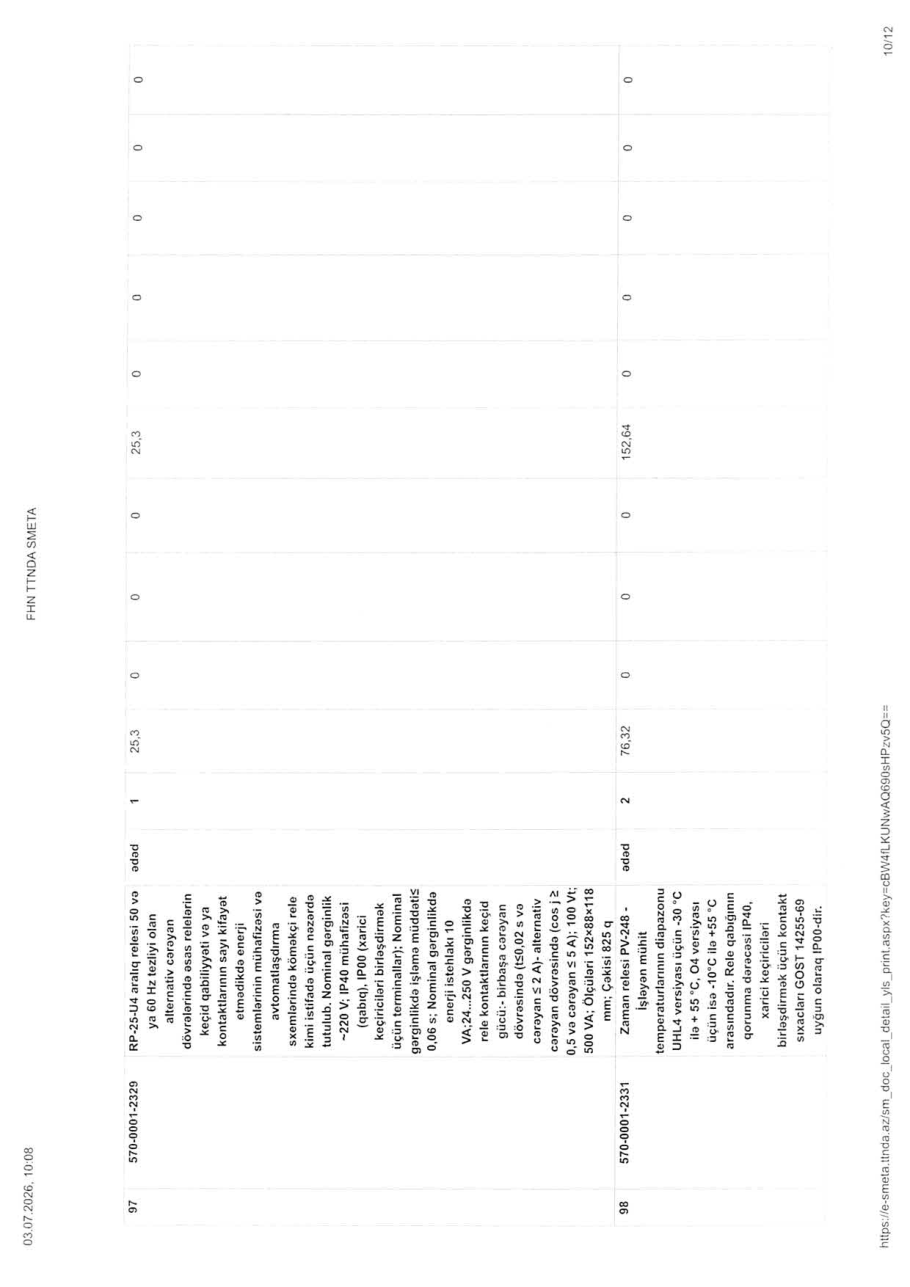 03.07.2026, 10:08
FHN TTNDA SMETA
97
570-0001-2329
RP-25-U4 aralıq relesi 50 və
ya 60 Hz tezliyi olan
alternativ cərəyan
dövrələrində əsas relelərin
keçid qabiliyyəti və ya
kontaktlarının sayı kifayət
etmədikdə enerji
sistemlərinin mühafizəsi və
avtomatlaşdırma
sxemlərində köməkçi rele
kimi istifadə üçün nəzərdə
tutulub. Nominal gərginlik
~220 V; IP40 mühafizəsi
(qabıq), IP00 (xarici
keçiriciləri birləşdirmək
üçün terminallar); Nominal
gərginlikdə işləmə müddəti≤
0,06 s; Nominal gərginlikdə
enerji istehlakı 10
VA;24...250 V gərginlikdə
rele kontaktlarının keçid
gücü:- birbaşa cərəyan
dövrəsində (t≤0,02 s və
cərəyan ≤ 2 A)- alternativ
cərəyan dövrəsində (cos j ≥
0,5 və cərəyan ≤ 5 A); 100 Vt;
500 VA; Ölçüləri 152×88×118
mm; Çəkisi 825 q
ədəd
1
25,3
0
0
0
25,3
0
0
0
0
0
98
570-0001-2331
Zaman relesi PV-248 -
İşləyən mühit
temperaturlarının diapazonu
UHL4 versiyası üçün -30 °C
ilə + 55 °C, O4 versiyası
üçün isə -10°C ilə +55 °C
arasındadır. Rele qabığının
qorunma dərəcəsi IP40,
xarici keçiriciləri
birləşdirmək üçün kontakt
sıxacları GOST 14255-69
uyğun olaraq IP00-dir.
ədəd
2
76,32
0
0
0
152,64
0
0
0
0
0
https://e-smeta.ttnda.az/sm_doc_local_detail_yls_print.aspx?key=cBW4fLKUNwAQ690sHPzv5Q==
10/12